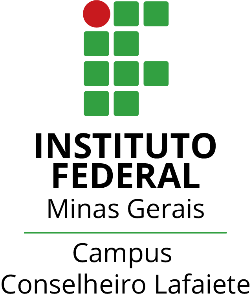 INSTITUTO
FEDERAL
Minas Gerais
Campus
Conselheiro Lafaiete